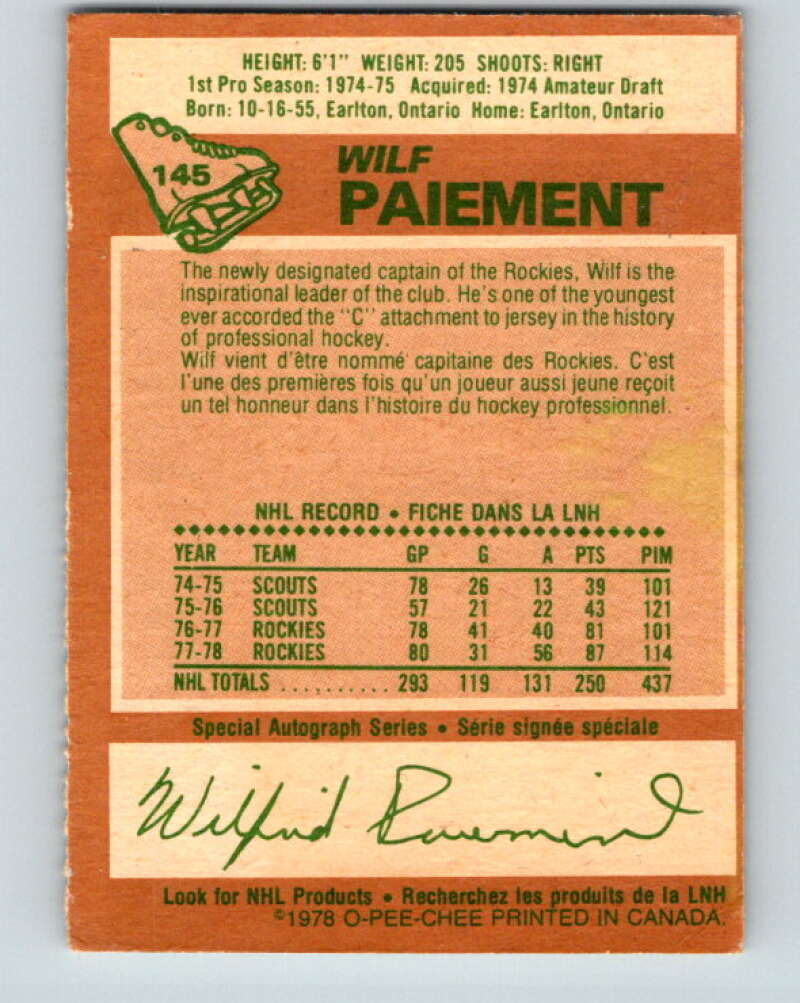 HEIGHT: 6'1" WEIGHT: 205 SHOOTS: RIGHT
1st Pro Season: 1974-75 Acquired: 1974 Amateur Draft
Born: 10-16-55, Earlton, Ontario Home: Earlton, Ontario
145
WILF
PAIEMENT
The newly designated captain of the Rockies, Wilf is the
inspirational leader of the club. He's one of the youngest
ever accorded the "C" attachment to jersey in the history
of professional hockey.
Wilf vient d'être nommé capitaine des Rockies. C'est
l'une des premières fois qu'un joueur aussi jeune reçoit
un tel honneur dans l'histoire du hockey professionnel.
NHL RECORD • FICHE DANS LA LNH
YEAR TEAM GP G A PTS PIM
74-75 SCOUTS 78 26 13 39 101
75-76 SCOUTS 57 21 22 43 121
76-77 ROCKIES 78 41 40 81 101
77-78 ROCKIES 80 31 56 87 114
NHL TOTALS .......... 293 119 131 250 437
Special Autograph Series • Série signée spéciale
Wilfrid Paiement
Look for NHL Products • Recherchez les produits de la LNH
©1978 O-PEE-CHEE PRINTED IN CANADA.